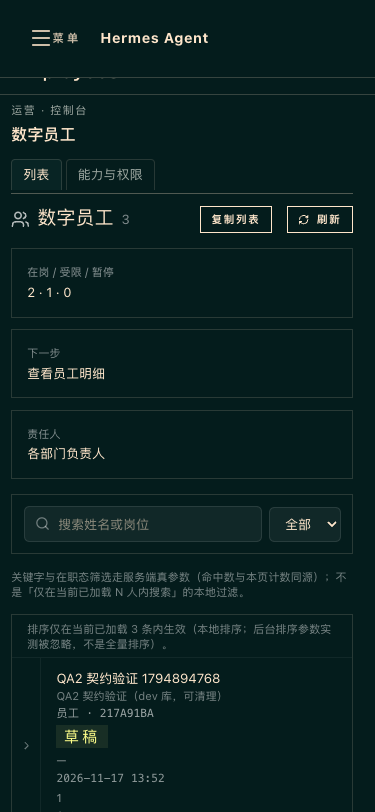 菜单 Hermes Agent
运营 · 控制台
数字员工
列表 能力与权限
数字员工 3 复制列表 刷新
在岗 / 受限 / 暂停
2 · 1 · 0
下一步
查看员工明细
责任人
各部门负责人
搜索姓名或岗位 全部
关键字与在职态筛选走服务端真参数（命中数与本页计数同源）；不
是「仅在当前已加载 N 人内搜索」的本地过滤。
排序仅在当前已加载 3 条内生效（本地排序；后台排序参数实
测被忽略，不是全量排序）。
QA2 契约验证 1794894768
QA2 契约验证（dev 库，可清理）
员工 · 217A91BA
草稿
—
2026-11-17 13:52
1